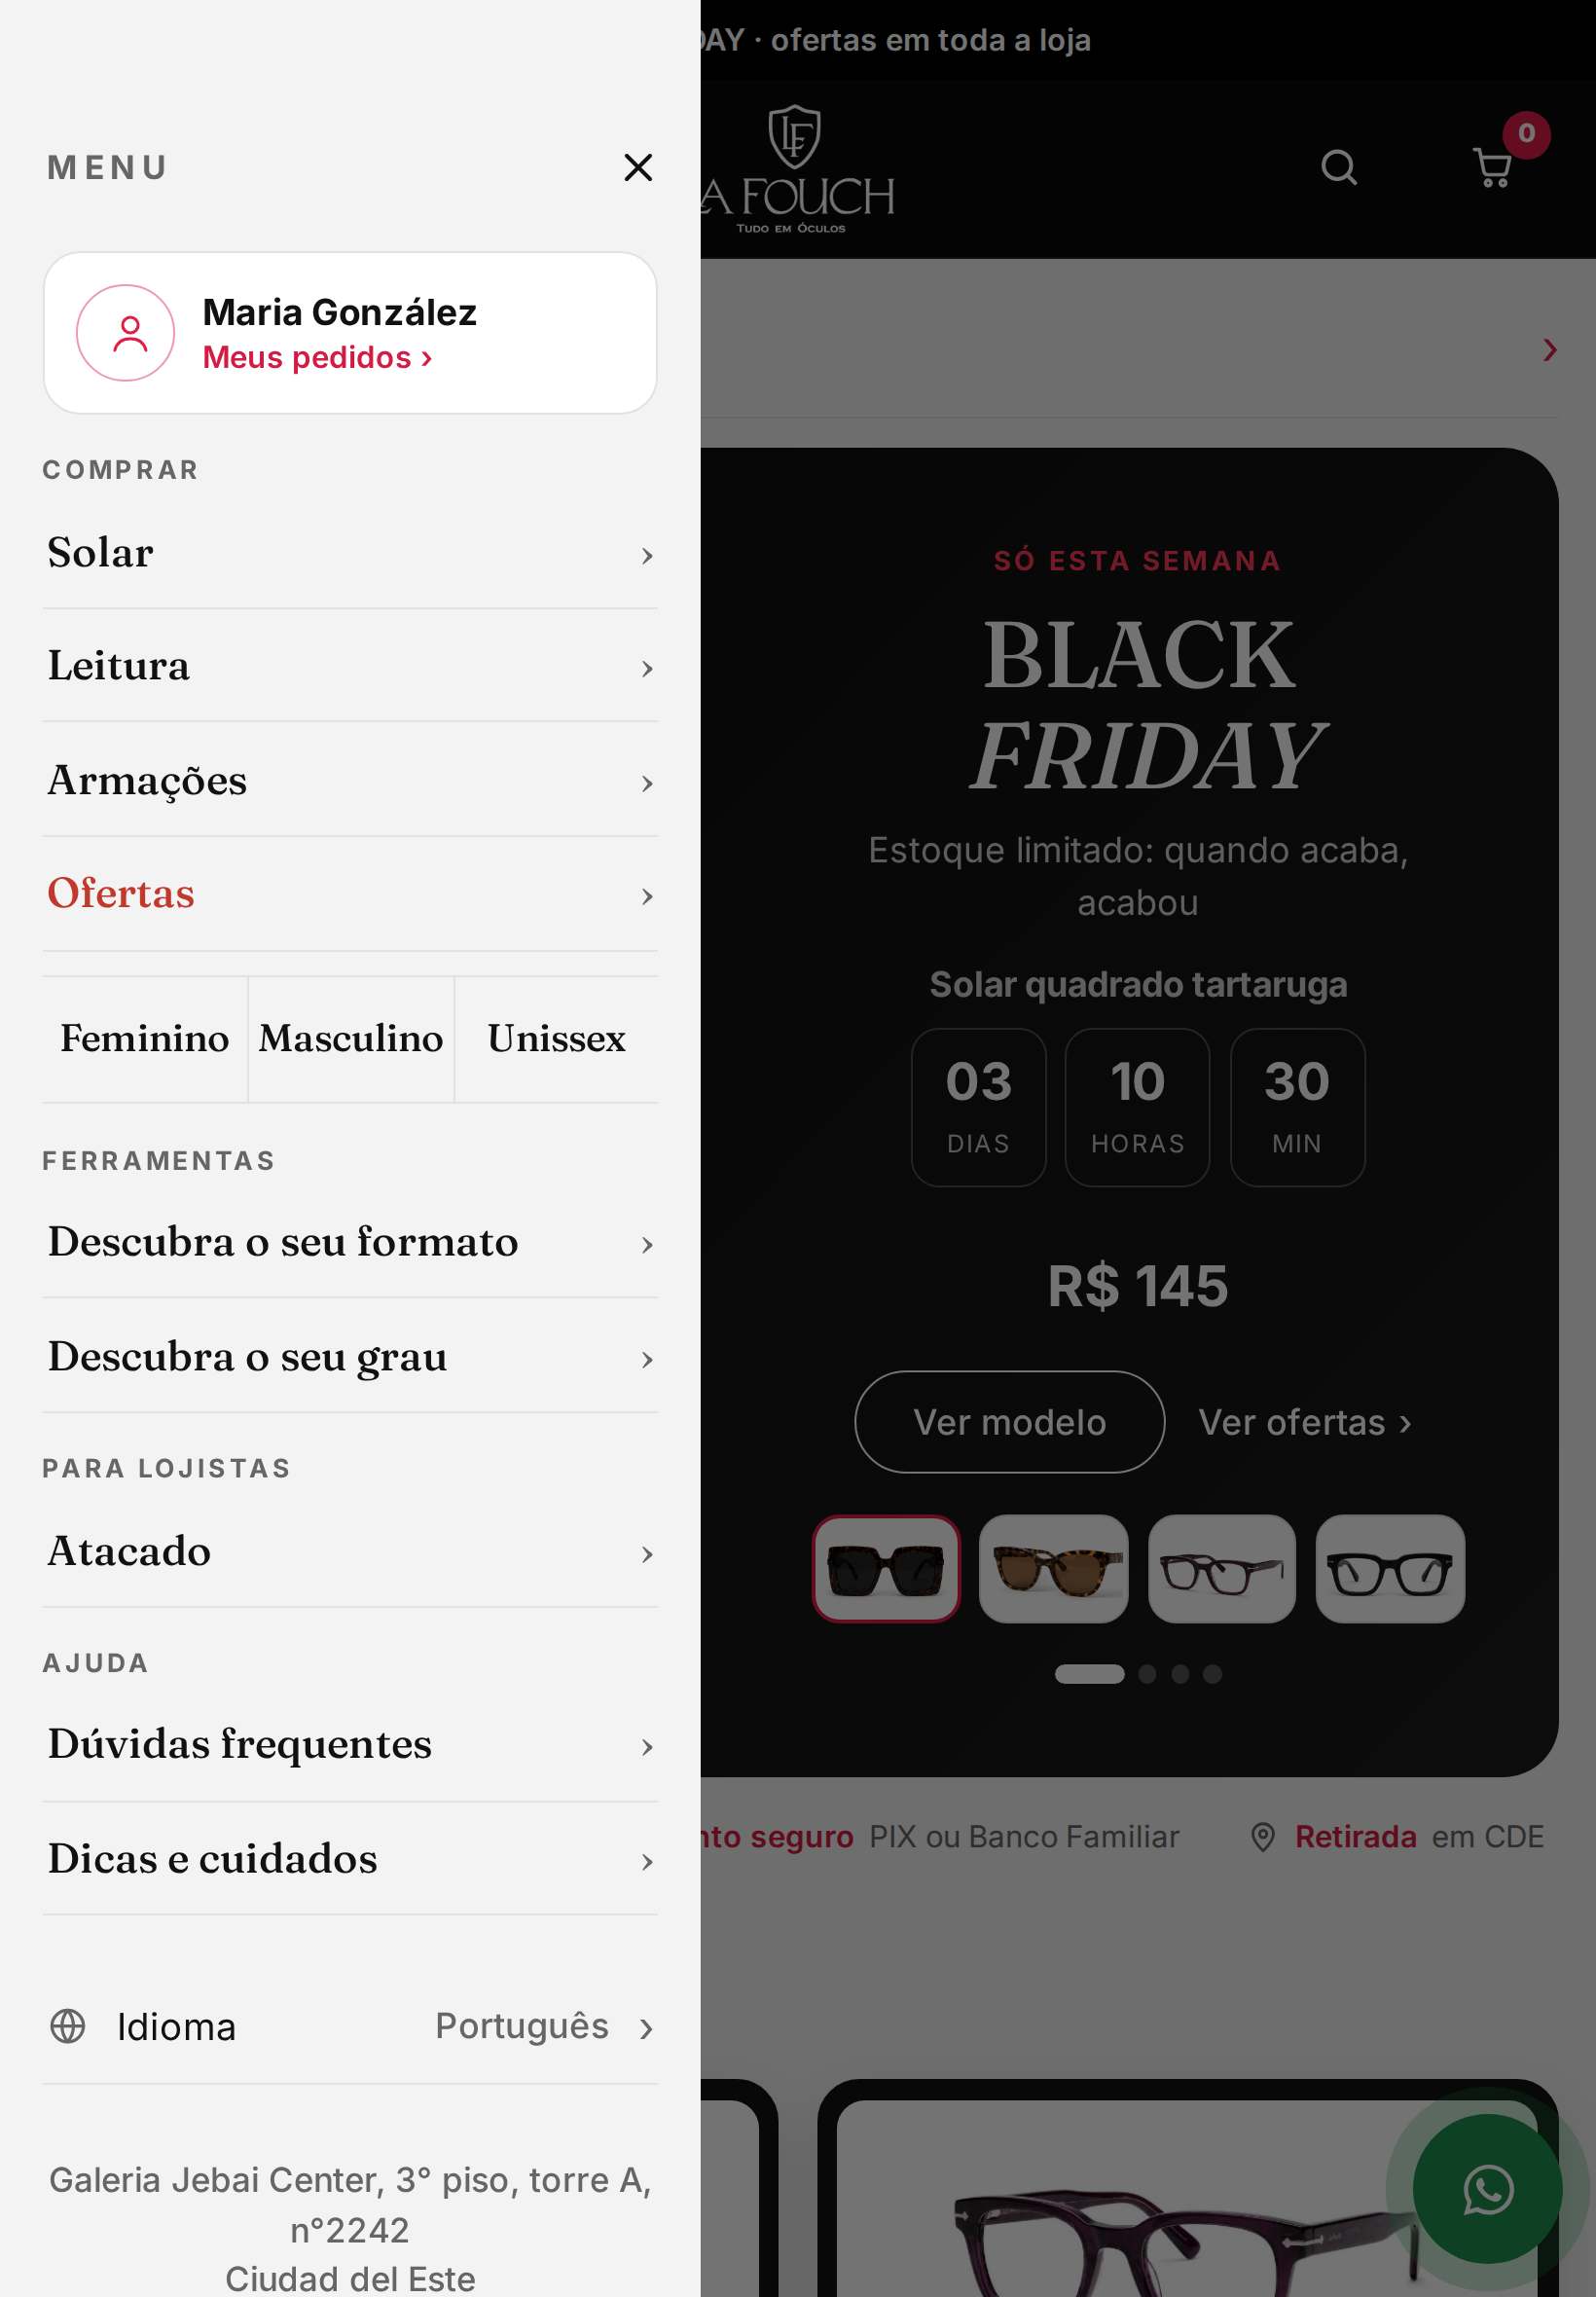 MENU
Maria González
Meus pedidos ›
COMPRAR
Solar ›
Leitura ›
Armações ›
Ofertas ›
Feminino Masculino Unissex
FERRAMENTAS
Descubra o seu formato ›
Descubra o seu grau ›
PARA LOJISTAS
Atacado ›
AJUDA
Dúvidas frequentes ›
Dicas e cuidados ›
Idioma Português ›
Galeria Jebai Center, 3° piso, torre A,
n°2242
Ciudad del Este
· ofertas em toda a loja
LF
FOUCH
TUDO EM ÓCULOS
0
›
SÓ ESTA SEMANA
BLACK
FRIDAY
Estoque limitado: quando acaba,
acabou
Solar quadrado tartaruga
03 10 30
DIAS HORAS MIN
R$ 145
Ver modelo Ver ofertas ›
seguro PIX ou Banco Familiar Retirada em CDE